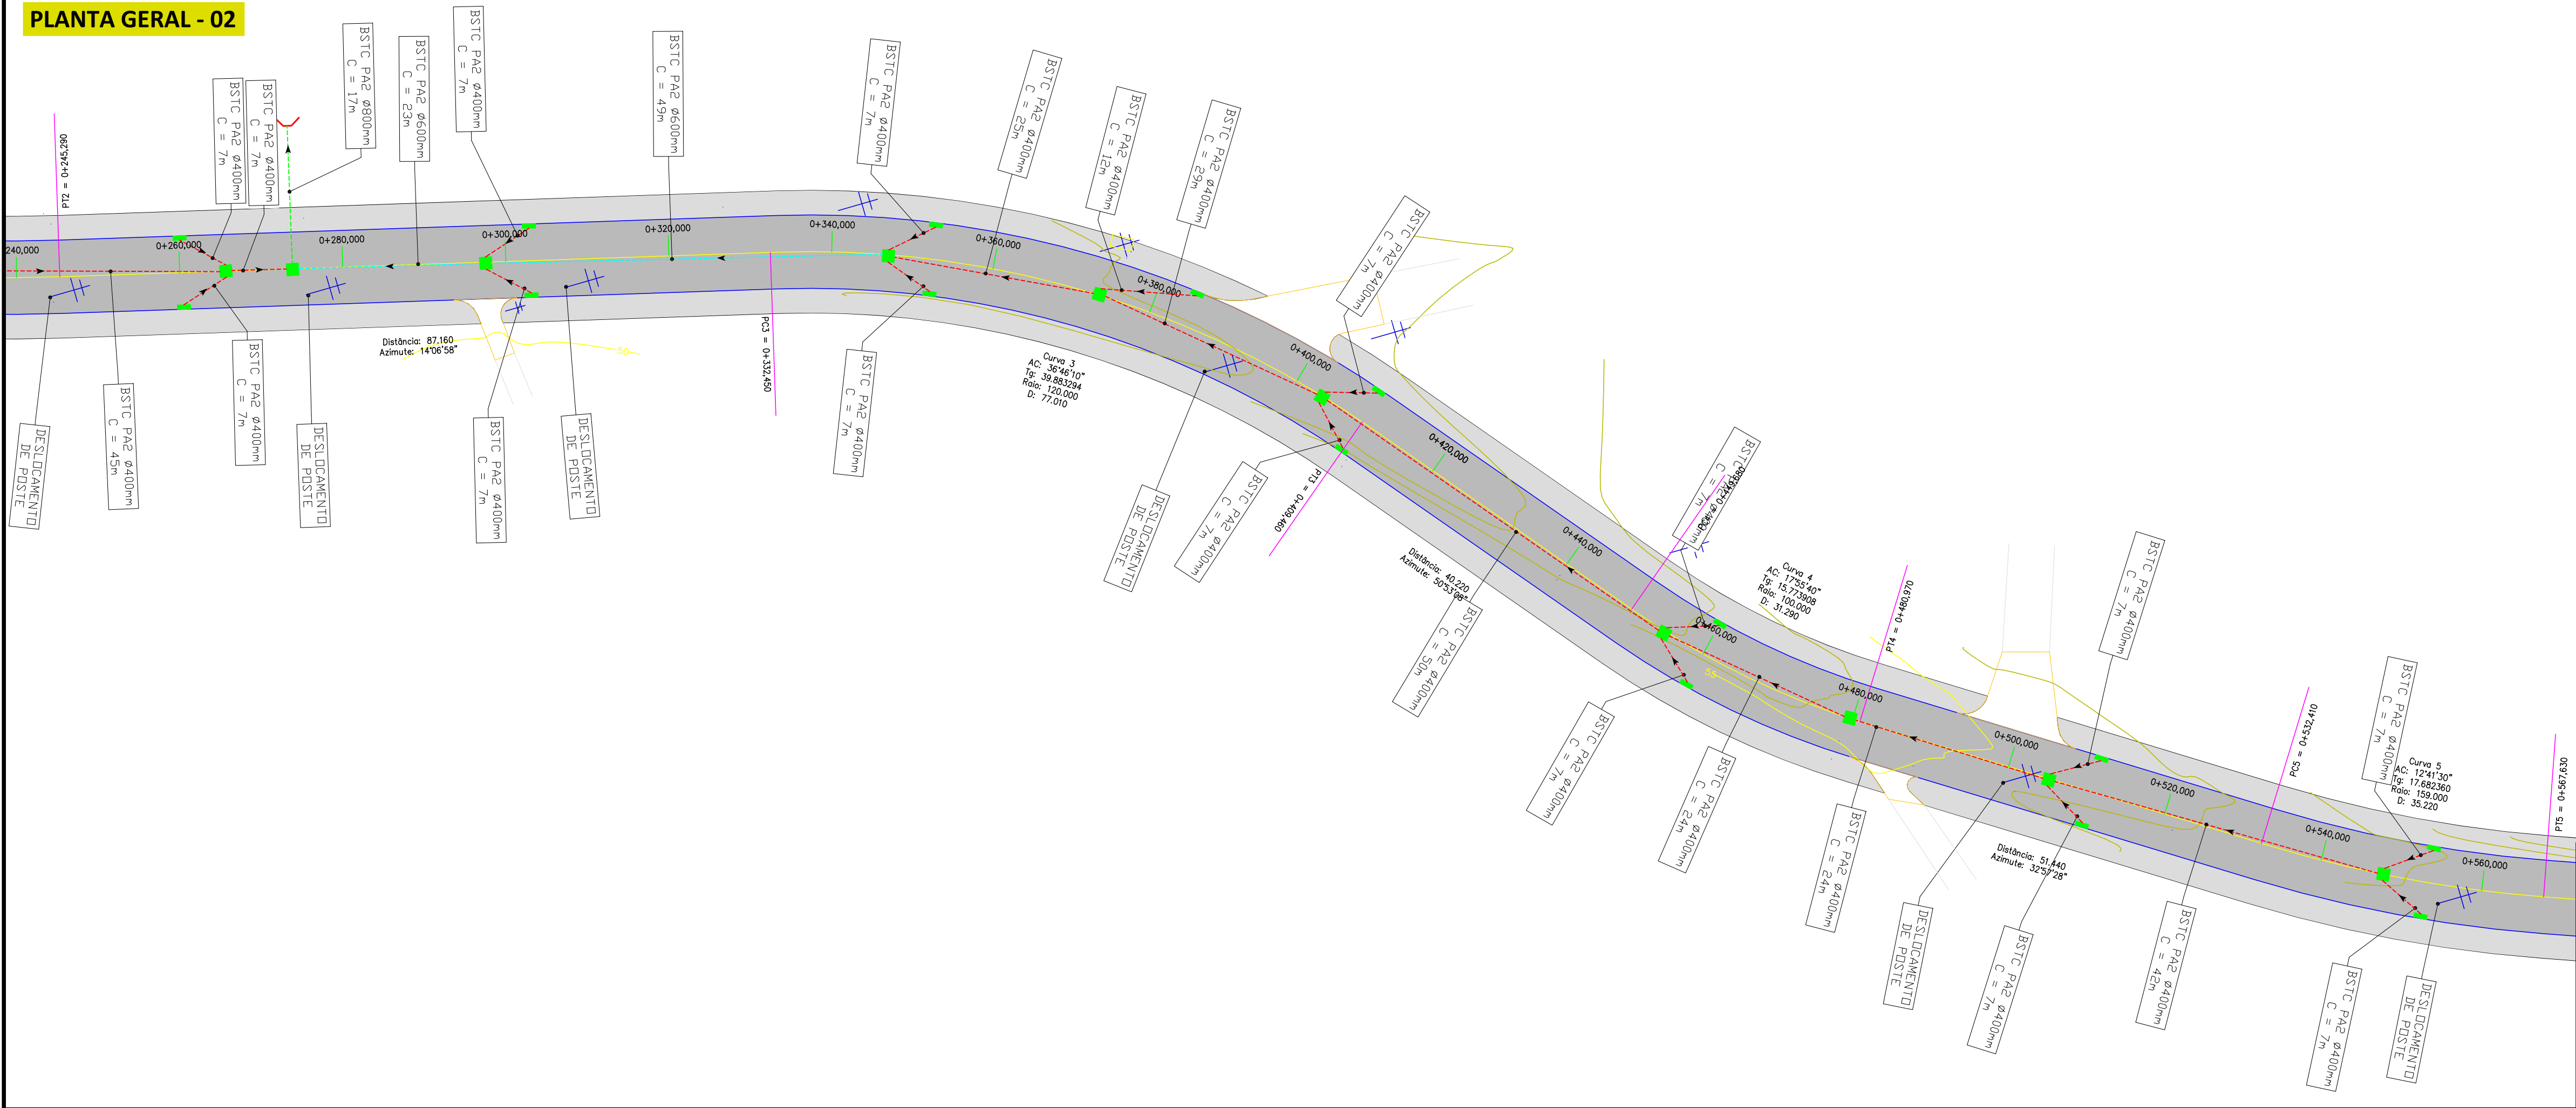 PLANTA GERAL - 02
BSTC PA2 Ø400mm
C = 7m
BSTC PA2 Ø400mm
C = 7m
BSTC PA2 Ø800mm
C = 17m
BSTC PA2 Ø600mm
C = 23m
BSTC PA2 Ø400mm
C = 7m
BSTC PA2 Ø600mm
C = 49m
BSTC PA2 Ø400mm
C = 7m
BSTC PA2 Ø400mm
C = 25m
BSTC PA2 Ø400mm
C = 12m
BSTC PA2 Ø400mm
C = 29m
BSTC PA2 Ø400mm
C = 7m
BSTC PA2 Ø400mm
C = 7m
BSTC PA2 Ø400mm
C = 7m
BSTC PA2 Ø400mm
C = 7m
PT2 = 0+245,290
240,000
0+260,000
0+280,000
0+300,000
0+320,000
0+340,000
0+360,000
0+380,000
0+400,000
0+420,000
0+440,000
0+460,000
0+480,000
0+500,000
0+520,000
0+540,000
0+560,000
Distância: 87.160
Azimute: 14°06'58"
50
PC3 = 0+332,450
Curva 3
AC: 36°46'10"
Tg: 39.883294
Raio: 120.000
D: 77.010
PT3 = 0+409,460
Distância: 40.220
Azimute: 50°53'08"
PC4 = 0+449,680
Curva 4
AC: 17°55'40"
Tg: 15.773908
Raio: 100.000
D: 31.290
55
PT4 = 0+480,970
Distância: 51.440
Azimute: 32°57'28"
PC5 = 0+532,410
Curva 5
AC: 12°41'30"
Tg: 17.682360
Raio: 159.000
D: 35.220
PT5 = 0+567,630
DESLOCAMENTO
DE POSTE
BSTC PA2 Ø400mm
C = 45m
BSTC PA2 Ø400mm
C = 7m
DESLOCAMENTO
DE POSTE
BSTC PA2 Ø400mm
C = 7m
DESLOCAMENTO
DE POSTE
BSTC PA2 Ø400mm
C = 7m
DESLOCAMENTO
DE POSTE
BSTC PA2 Ø400mm
C = 7m
BSTC PA2 Ø400mm
C = 50m
BSTC PA2 Ø400mm
C = 7m
BSTC PA2 Ø400mm
C = 24m
BSTC PA2 Ø400mm
C = 24m
DESLOCAMENTO
DE POSTE
BSTC PA2 Ø400mm
C = 7m
BSTC PA2 Ø400mm
C = 42m
BSTC PA2 Ø400mm
C = 7m
DESLOCAMENTO
DE POSTE